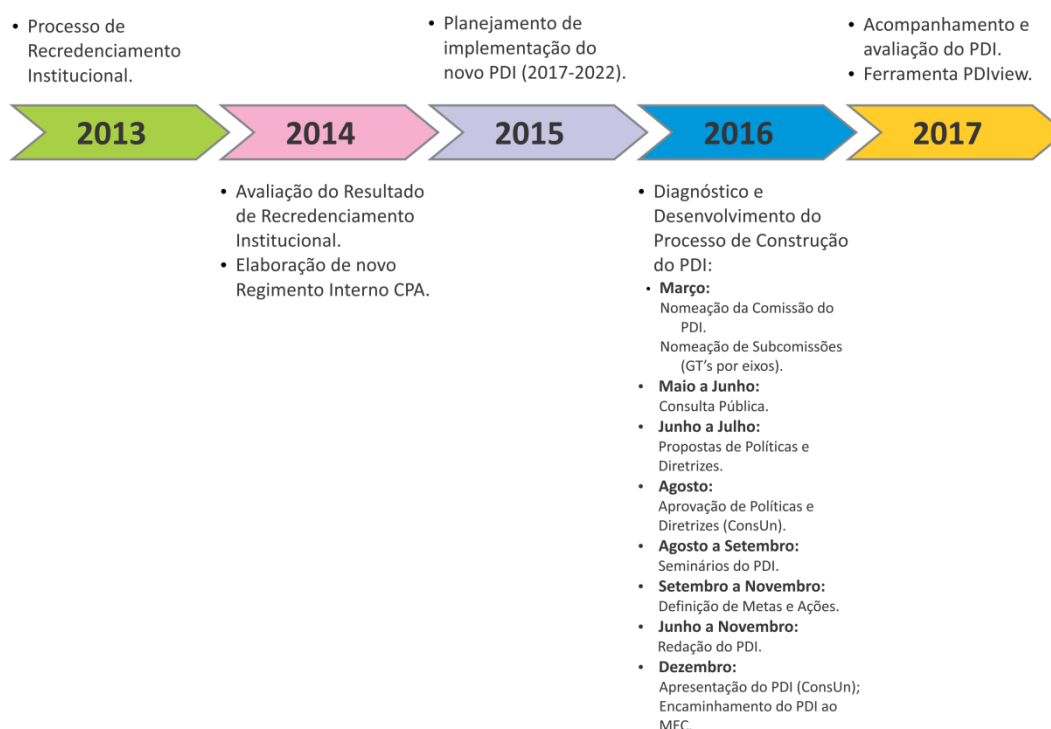 • Processo de
Recredenciamento
Institucional.
• Planejamento de
implementação do
novo PDI (2017-2022).
• Acompanhamento e
avaliação do PDI.
• Ferramenta PDIview.
2013
2014
2015
2016
2017
• Avaliação do Resultado
de Recredenciamento
Institucional.
• Elaboração de novo
Regimento Interno CPA.
• Diagnóstico e
Desenvolvimento do
Processo de Construção
do PDI:
• Março:
Nomeação da Comissão do
PDI.
Nomeação de Subcomissões
(GT's por eixos).
• Maio a Junho:
Consulta Pública.
• Junho a Julho:
Propostas de Políticas e
Diretrizes.
• Agosto:
Aprovação de Políticas e
Diretrizes (ConsUn).
• Agosto a Setembro:
Seminários do PDI.
• Setembro a Novembro:
Definição de Metas e Ações.
• Junho a Novembro:
Redação do PDI.
• Dezembro:
Apresentação do PDI (ConsUn);
Encaminhamento do PDI ao
MEC.